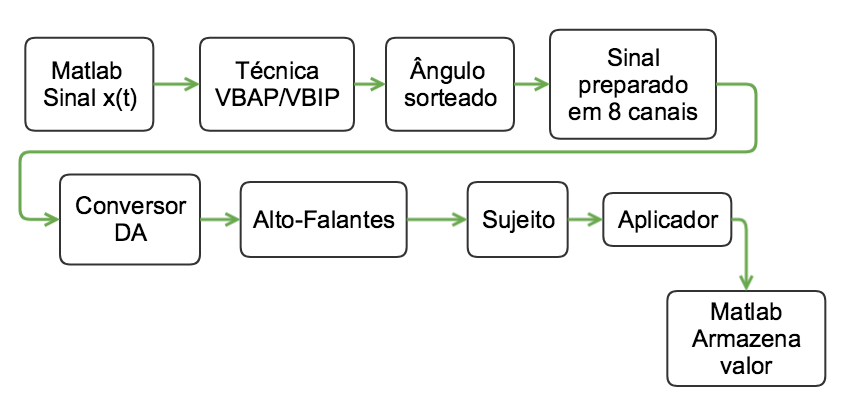 Matlab
Sinal x(t)
Técnica
VBAP/VBIP
Ângulo
sorteado
Sinal
preparado
em 8 canais
Conversor
DA
Alto-Falantes
Sujeito
Aplicador
Matlab
Armazena
valor